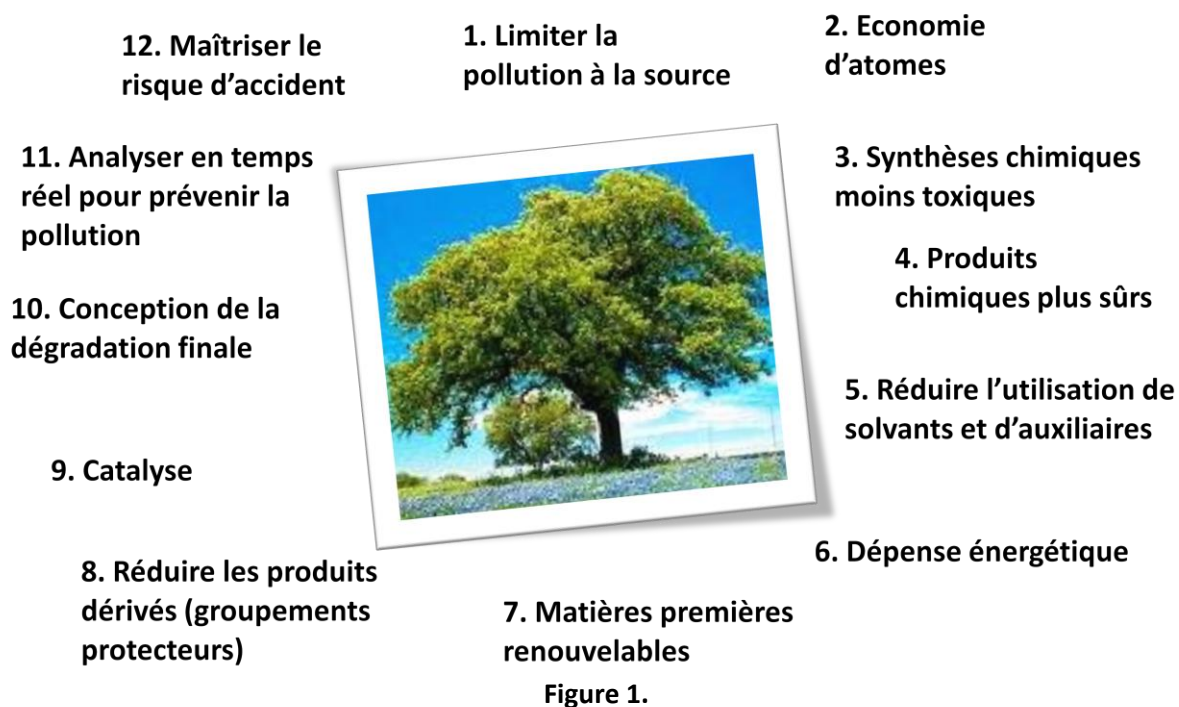 1. Limiter la
pollution à la source
2. Economie
d'atomes
3. Synthèses chimiques
moins toxiques
4. Produits
chimiques plus sûrs
5. Réduire l'utilisation de
solvants et d'auxiliaires
6. Dépense énergétique
7. Matières premières
renouvelables
8. Réduire les produits
dérivés (groupements
protecteurs)
9. Catalyse
10. Conception de la
dégradation finale
11. Analyser en temps
réel pour prévenir la
pollution
12. Maîtriser le
risque d'accident
Figure 1.